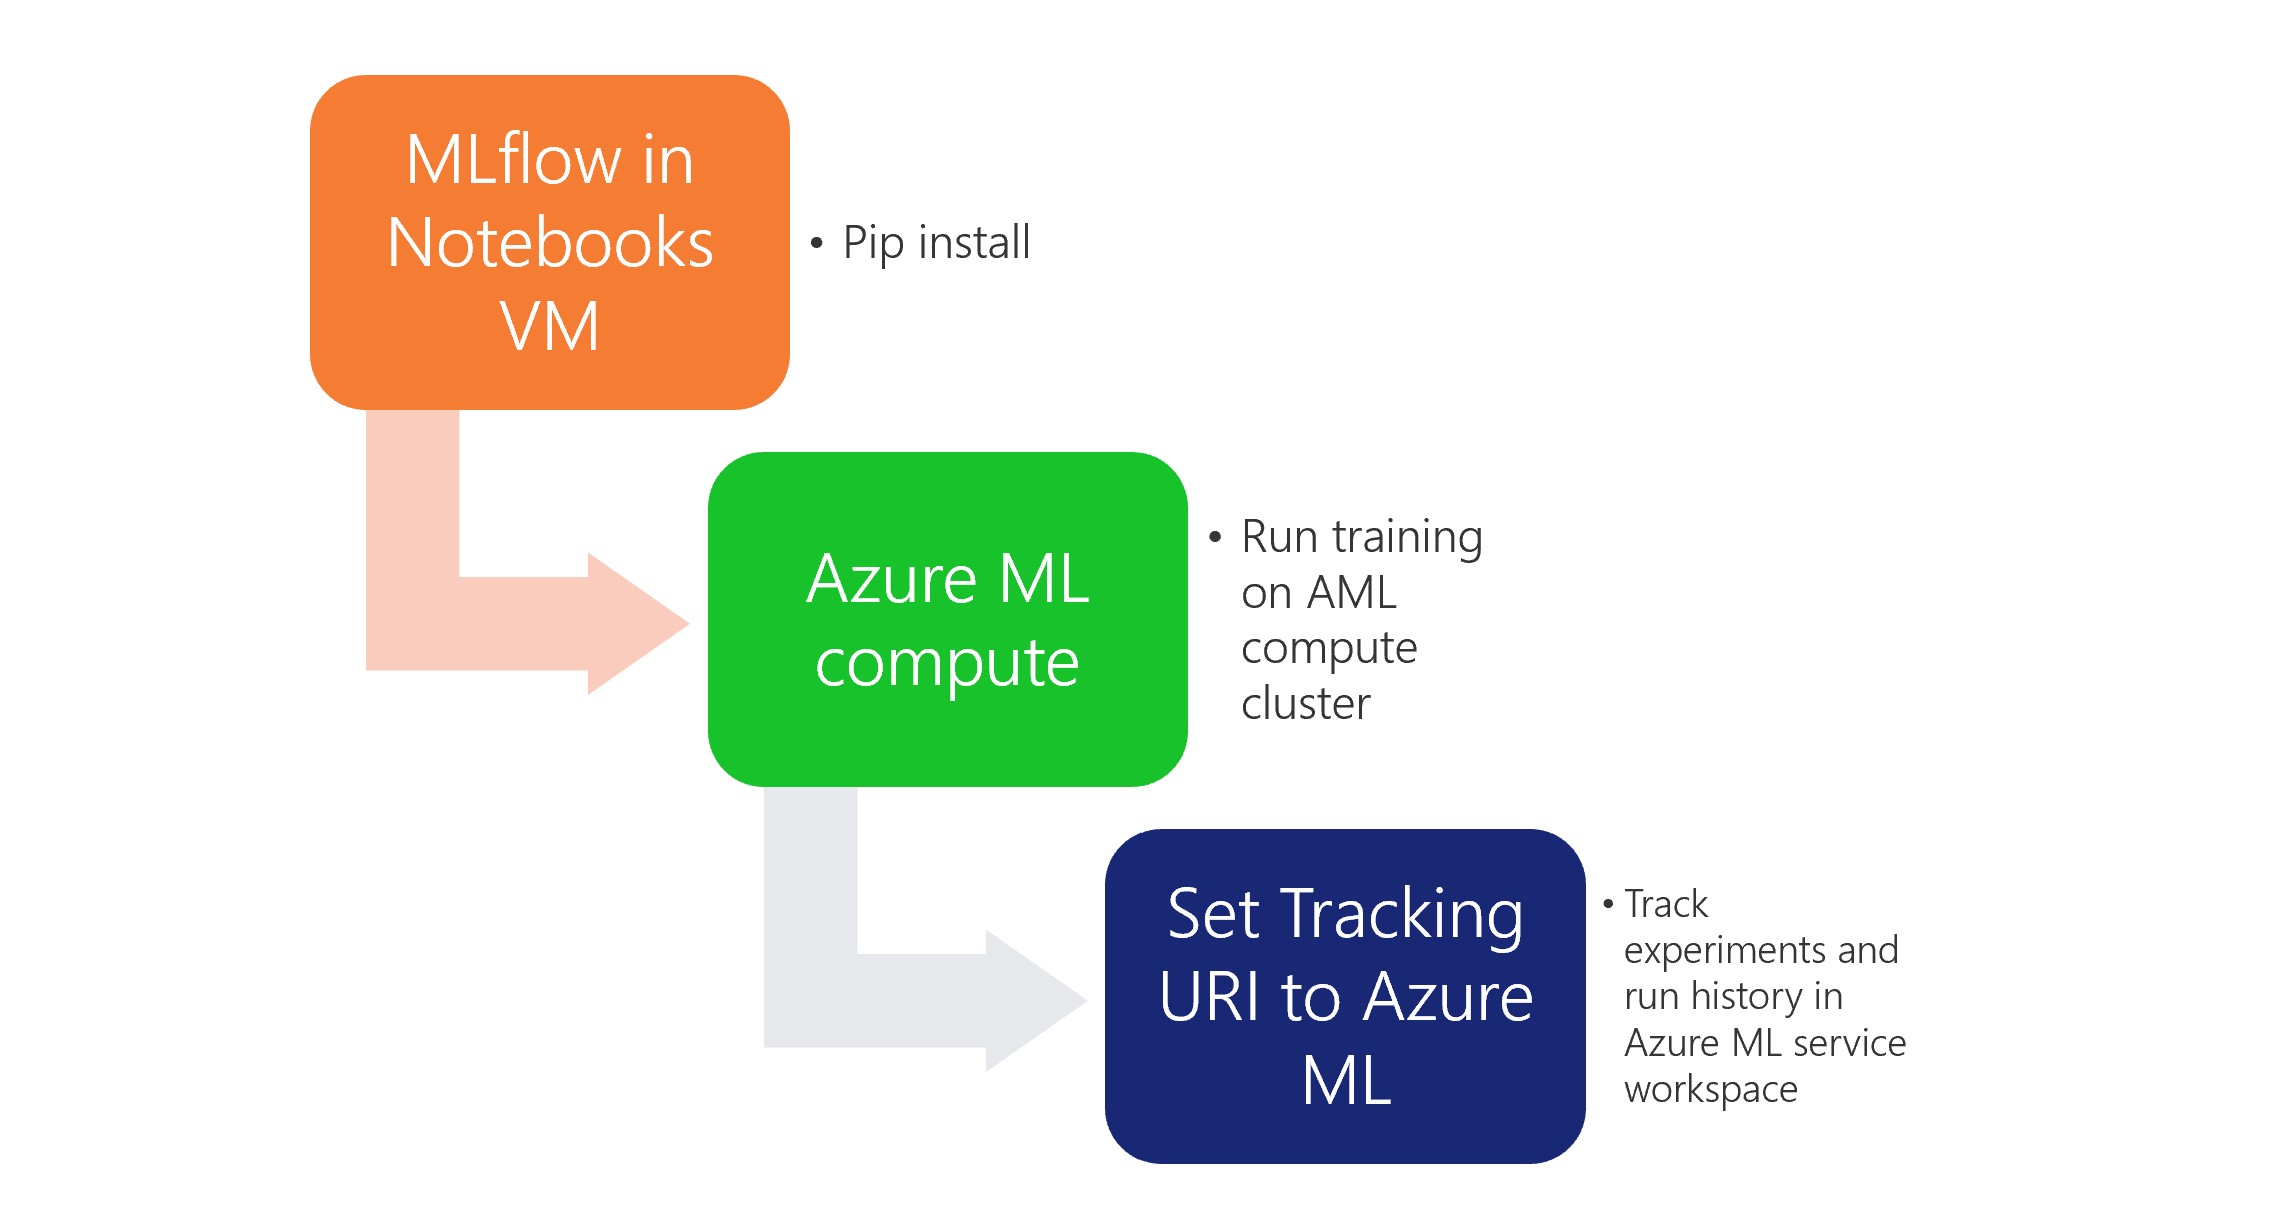 MLflow in
Notebooks
VM
• Pip install
Azure ML
compute
• Run training
on AML
compute
cluster
Set Tracking
URI to Azure
ML
• Track
experiments and
run history in
Azure ML service
workspace